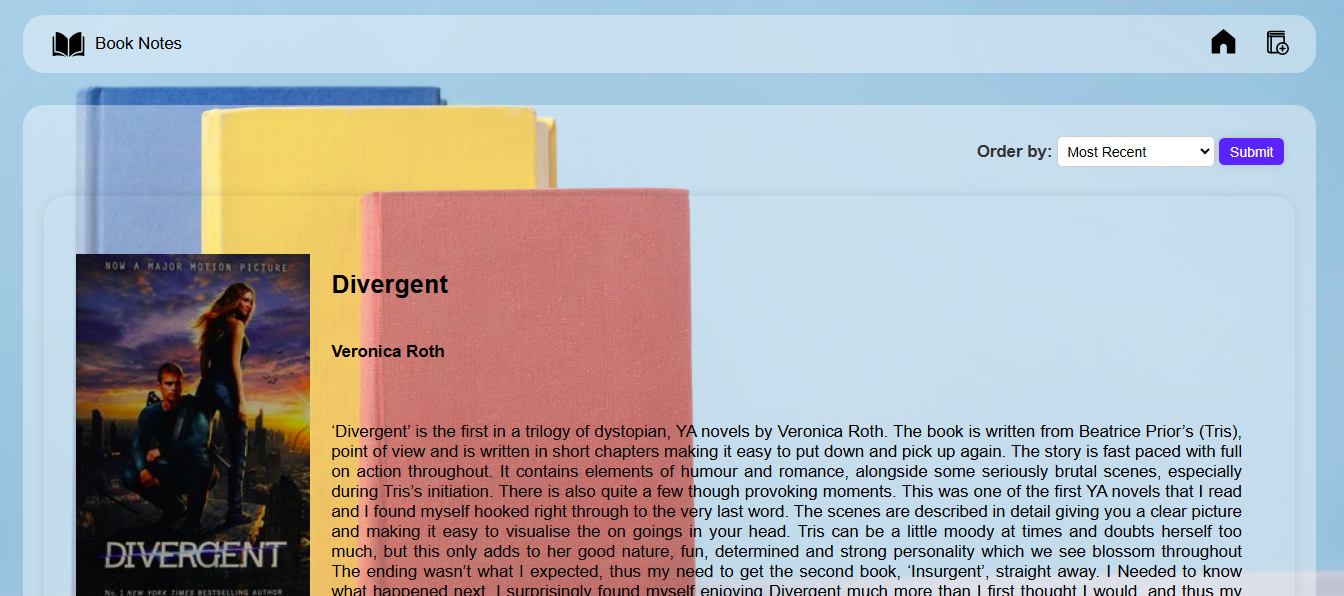 Book Notes
Order by: Most Recent Submit
NOW A MAJOR MOTION PICTURE
DIVERGENT
No. 1 NEW YORK TIMES BESTSELLING AUTHOR
Divergent
Veronica Roth
‘Divergent’ is the first in a trilogy of dystopian, YA novels by Veronica Roth. The book is written from Beatrice Prior’s (Tris),
point of view and is written in short chapters making it easy to put down and pick up again. The story is fast paced with full
on action throughout. It contains elements of humour and romance, alongside some seriously brutal scenes, especially
during Tris’s initiation. There is also quite a few though provoking moments. This was one of the first YA novels that I read
and I found myself hooked right through to the very last word. The scenes are described in detail giving you a clear picture
and making it easy to visualise the on goings in your head. Tris can be a little moody at times and doubts herself too
much, but this only adds to her good nature, fun, determined and strong personality which we see blossom throughout
The ending wasn’t what I expected, thus my need to get the second book, ‘Insurgent’, straight away. I Needed to know
what happened next. I surprisingly found myself enjoying Divergent much more than I first thought I would, and thus my